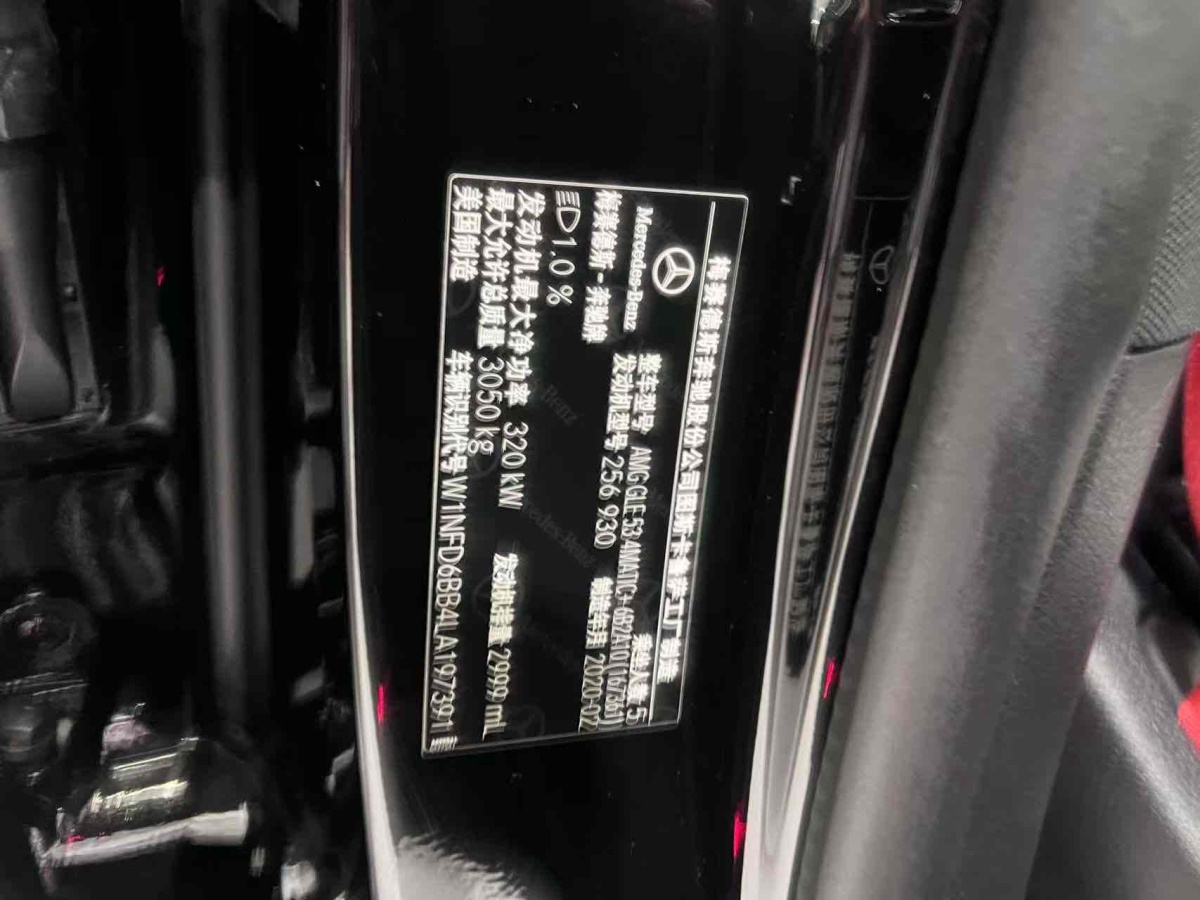 梅赛德斯奔驰股份公司图斯卡鲁萨工厂制造
Mercedes-Benz
整车型号 AMG GLE 53 4MATIC+
乘坐人数 5
梅赛德斯-奔驰牌
发动机型号 256 930
制造年月 2020-02
1.0 %
发动机最大净功率 320 kW
发动机排量 2999 mL
最大允许总质量 3050 kg
美国制造
车辆识别代号 W1NFD6BB4LA197391